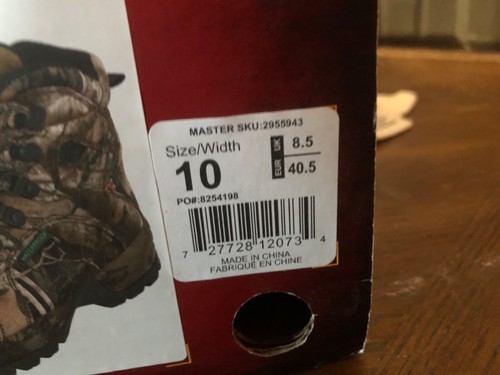 MASTER SKU:2955943
Size/Width
10
UK 8.5
EUR 40.5
PO#:8254198
7 27728 12073 4
MADE IN CHINA
FABRIQUÉ EN CHINE